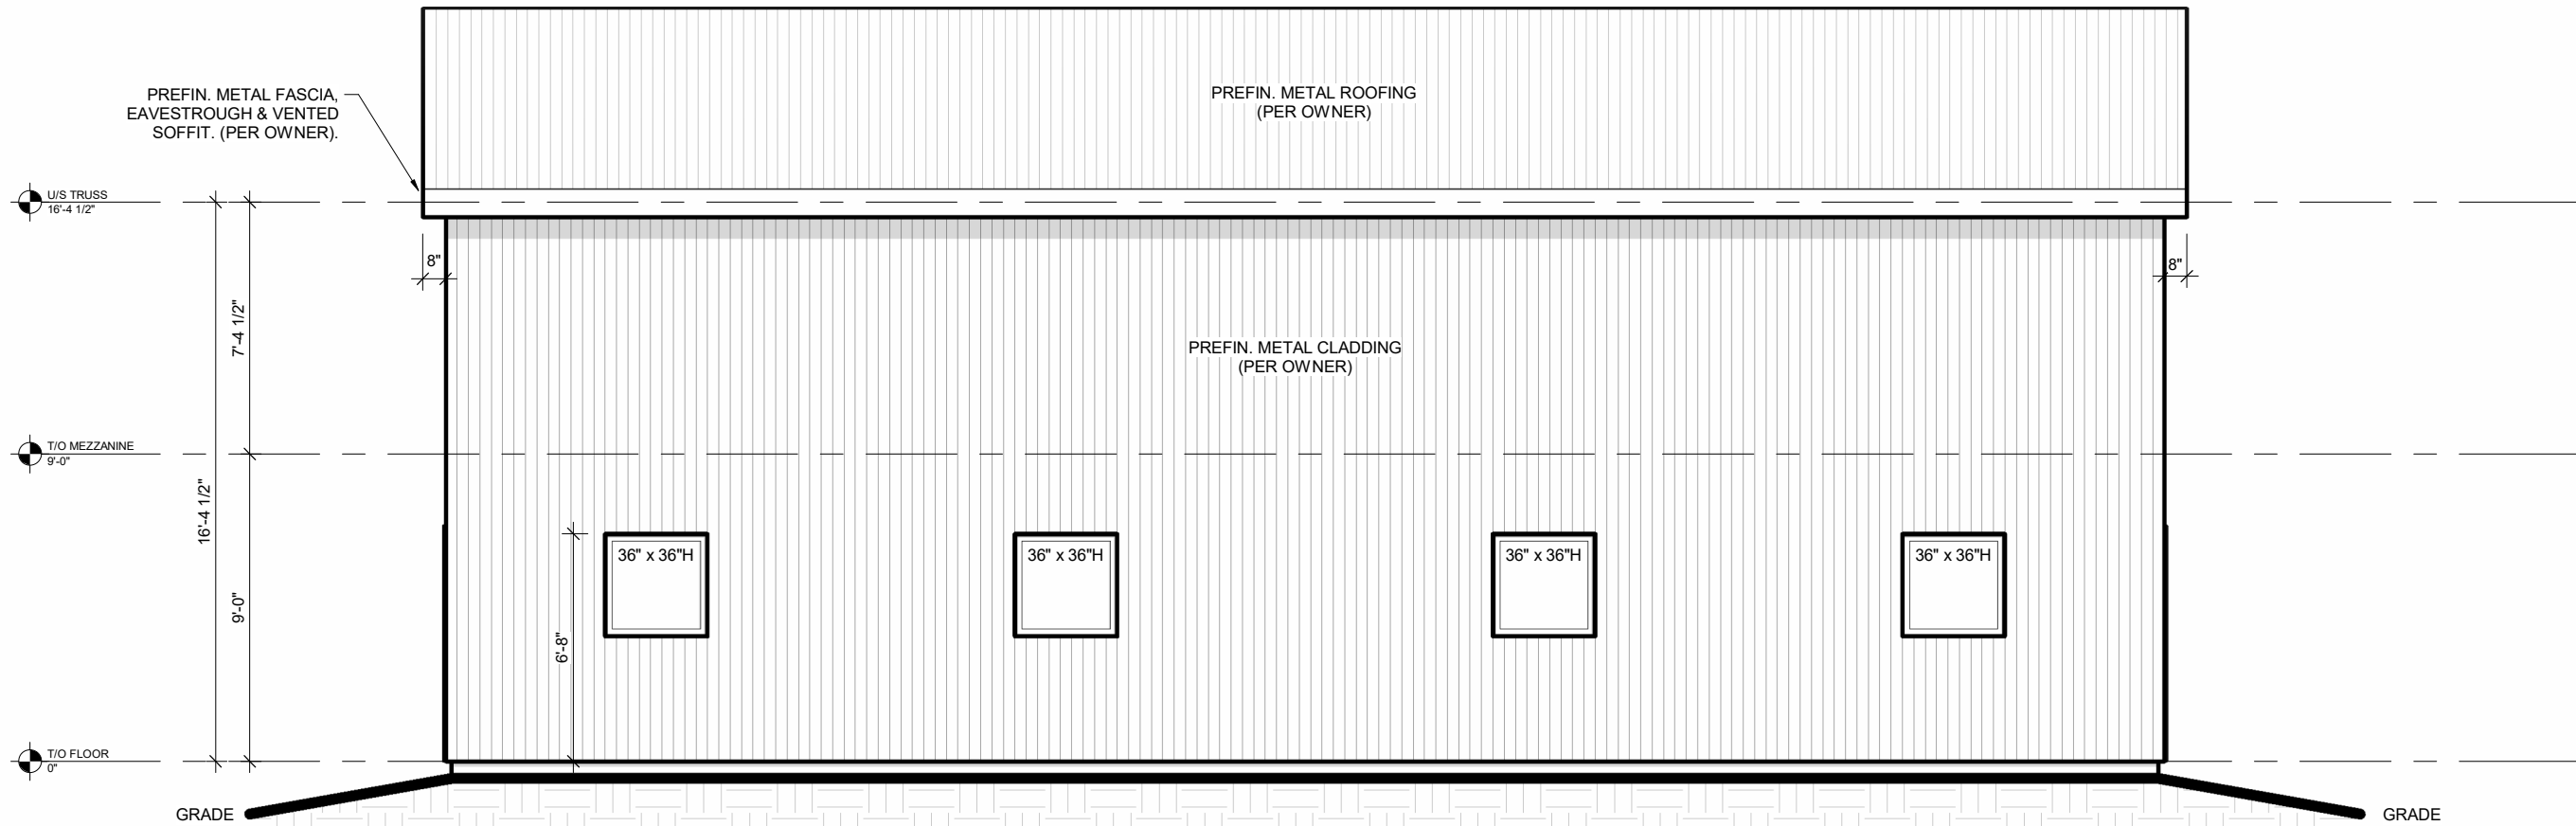 PREFIN. METAL FASCIA,
EAVESTROUGH & VENTED
SOFFIT. (PER OWNER).
PREFIN. METAL ROOFING
(PER OWNER)
U/S TRUSS
16'-4 1/2"
8"
8"
7'-4 1/2"
PREFIN. METAL CLADDING
(PER OWNER)
T/O MEZZANINE
9'-0"
16'-4 1/2"
9'-0"
6'-8"
36" x 36"H
36" x 36"H
36" x 36"H
36" x 36"H
T/O FLOOR
0"
GRADE
GRADE